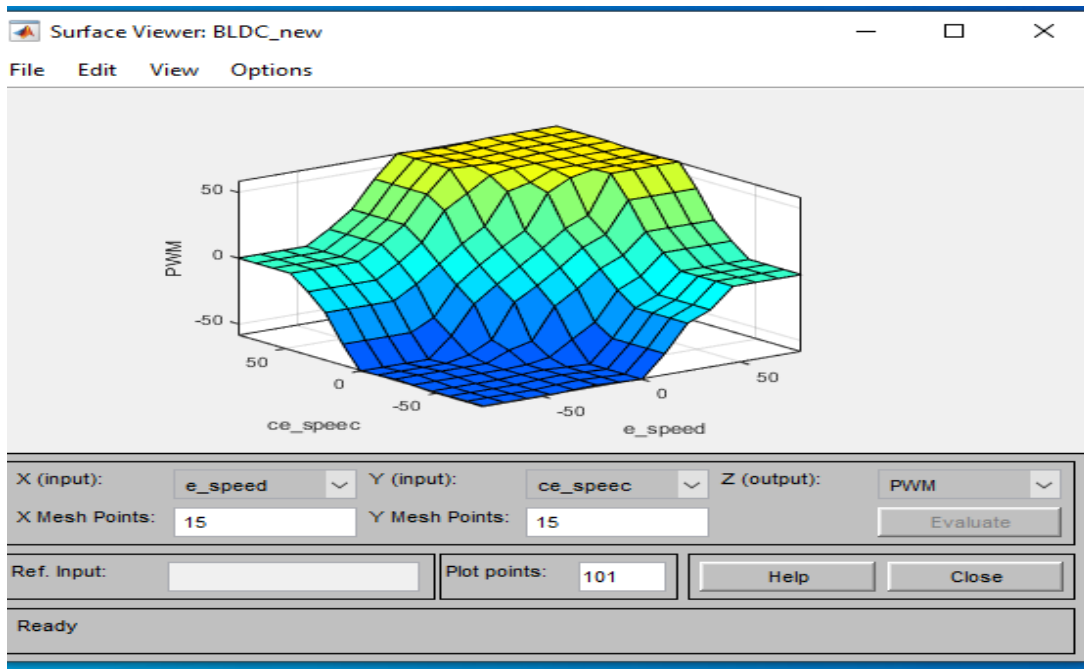 Surface Viewer: BLDC_new
File Edit View Options
50
0
-50
PWM
50
0
-50
ce_speec
-50
0
50
e_speed
X (input): e_speed Y (input): ce_speec Z (output): PWM
X Mesh Points: 15 Y Mesh Points: 15 Evaluate
Ref. Input: Plot points: 101 Help Close
Ready